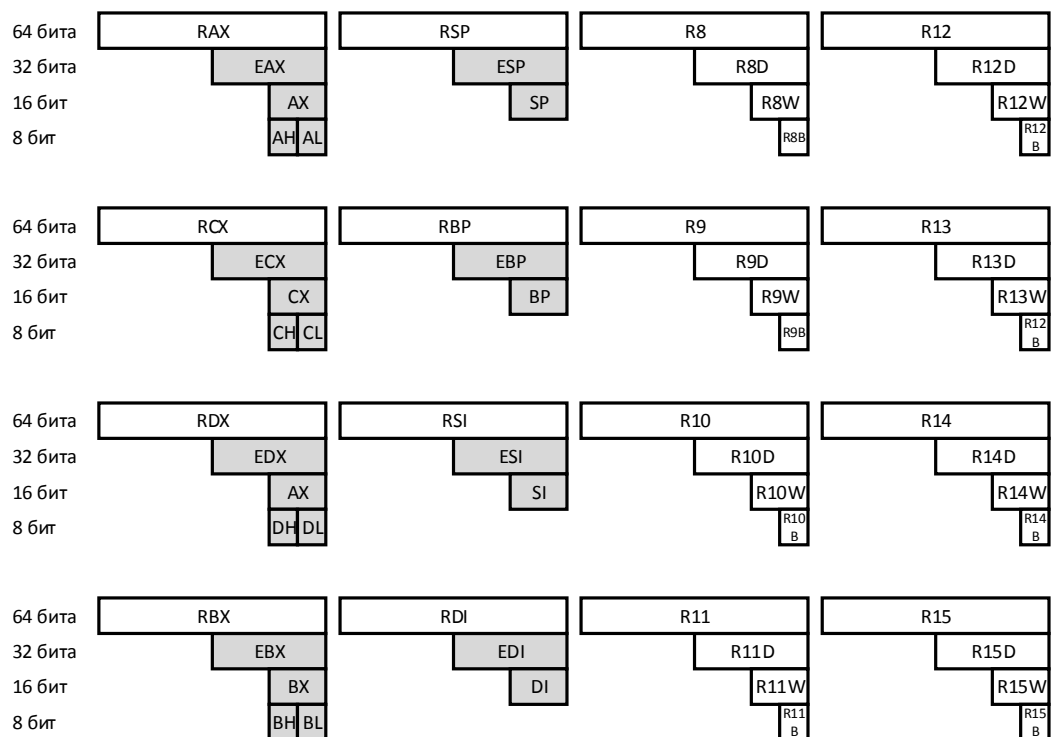 64 бита RAX RSP R8 R12
32 бита EAX ESP R8D R12D
16 бит AX SP R8W R12W
8 бит AH AL R8B R12
B
64 бита RCX RBP R9 R13
32 бита ECX EBP R9D R13D
16 бит CX BP R9W R13W
8 бит CH CL R9B R12
B
64 бита RDX RSI R10 R14
32 бита EDX ESI R10D R14D
16 бит AX SI R10W R14W
8 бит DH DL R10 R14
B B
64 бита RBX RDI R11 R15
32 бита EBX EDI R11D R15D
16 бит BX DI R11W R15W
8 бит BH BL R11 R15
B B